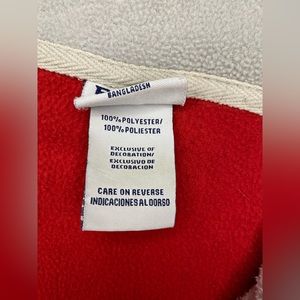 BANGLADESH
100% POLYESTER/
100% POLIESTER
EXCLUSIVE OF
DECORATION/
EXCLUSIVO DE
DECORACION
CARE ON REVERSE
INDICACIONES AL DORSO